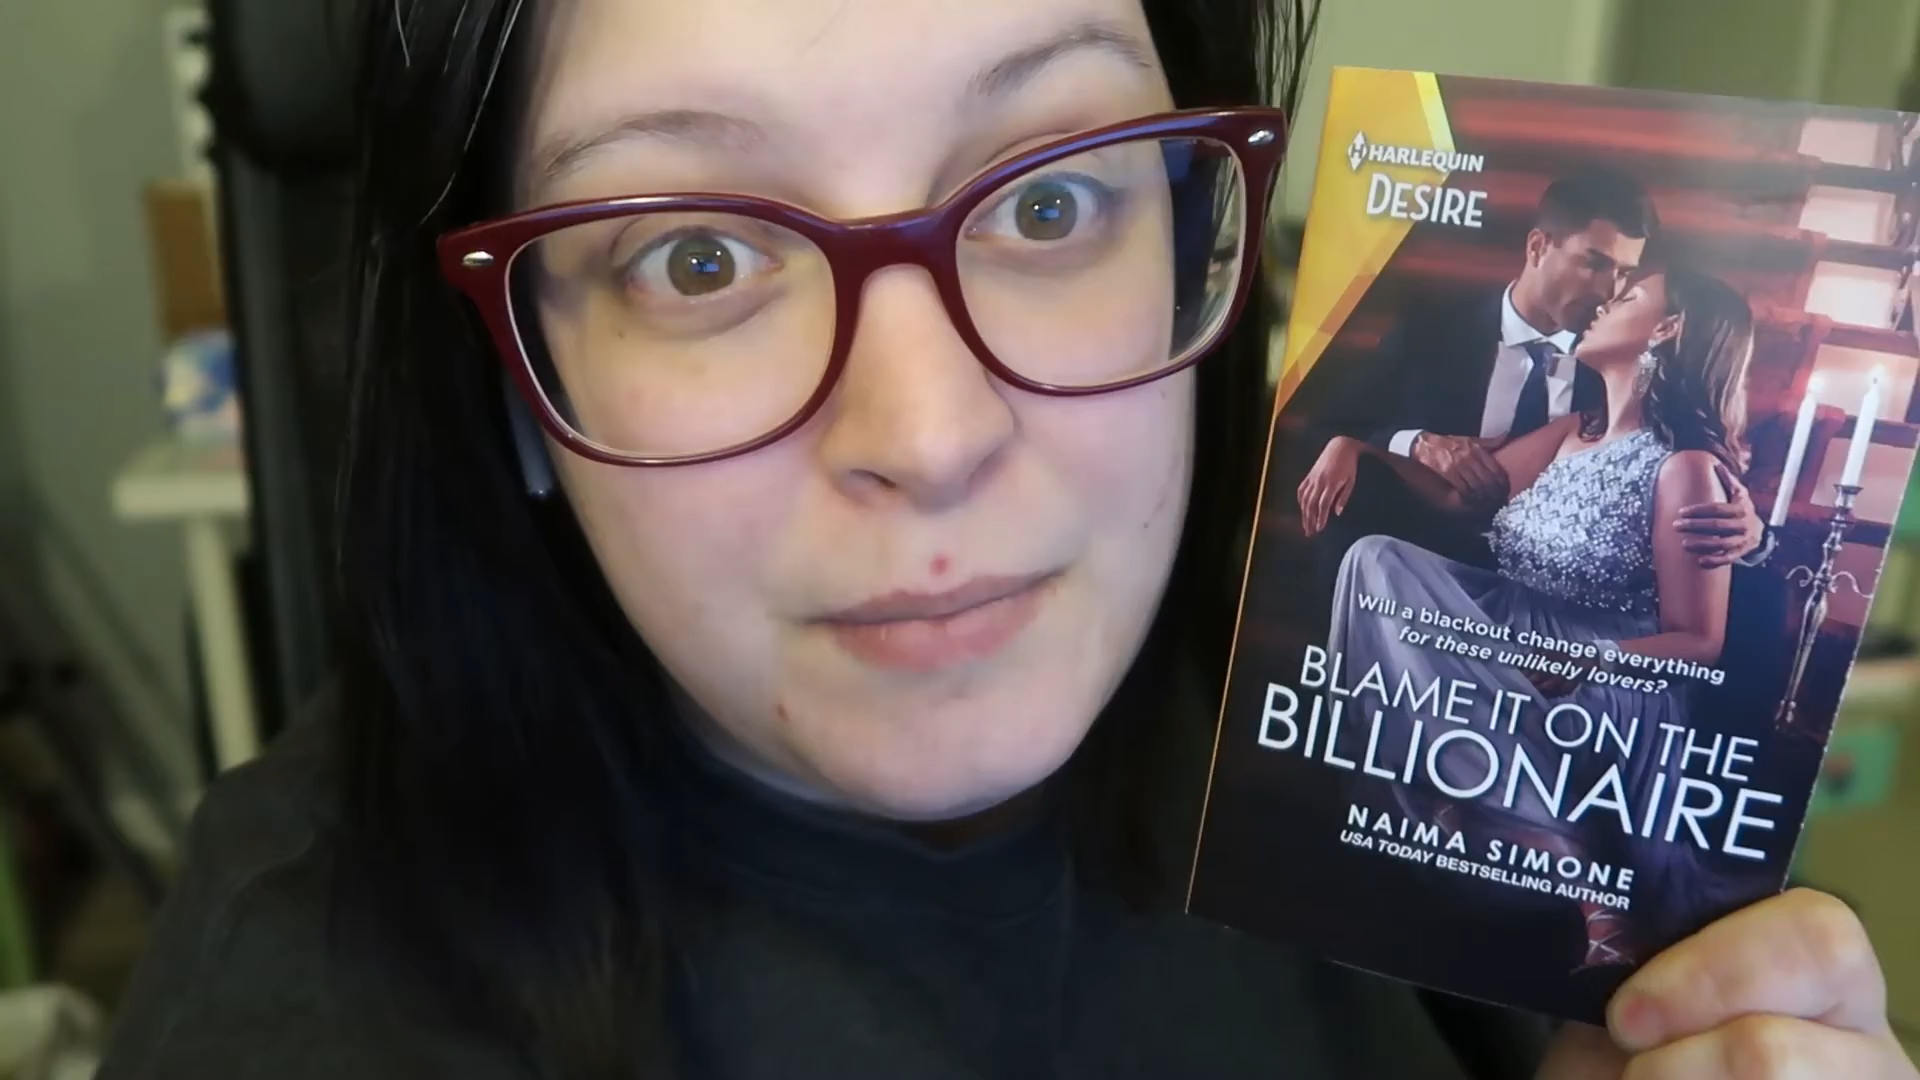 HARLEQUIN
DESIRE
Will a blackout change everything
for these unlikely lovers?
BLAME IT ON THE
BILLIONAIRE
NAIMA SIMONE
USA TODAY BESTSELLING AUTHOR